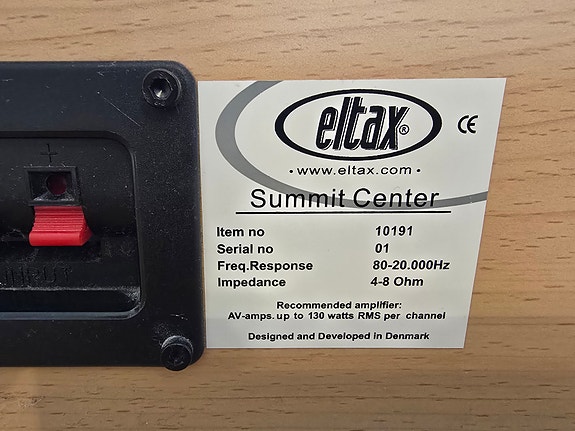 eltax®
CE
• www.eltax.com •
Summit Center
Item no 10191
Serial no 01
Freq.Response 80-20.000Hz
Impedance 4-8 Ohm
Recommended amplifier:
AV-amps.up to 130 watts RMS per channel
Designed and Developed in Denmark
+
INPUT